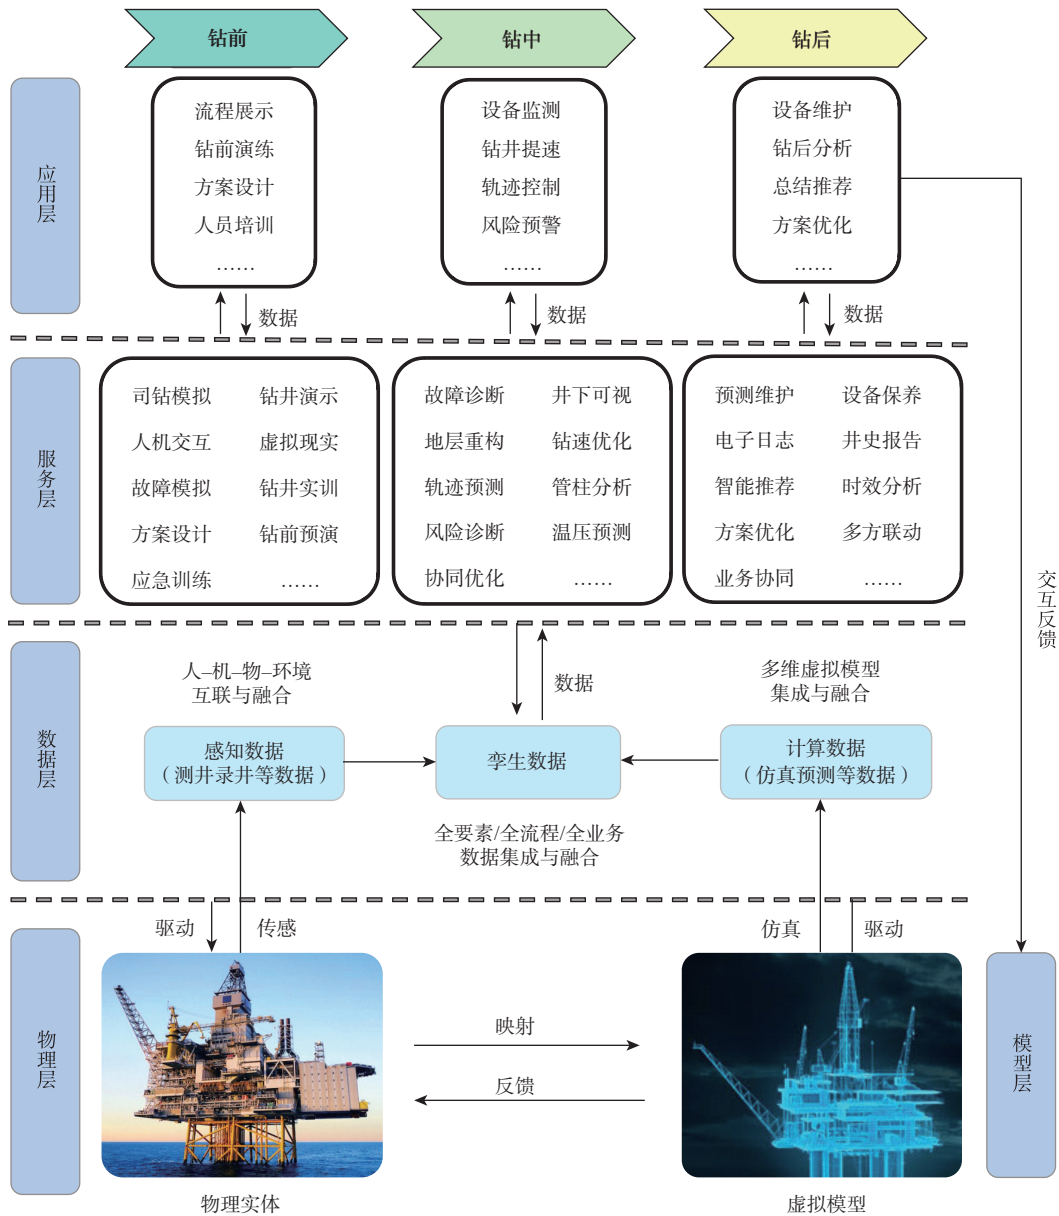 钻前
钻中
钻后
应用层
流程展示
钻前演练
方案设计
人员培训
……
设备监测
钻井提速
轨迹控制
风险预警
……
设备维护
钻后分析
总结推荐
方案优化
……
数据
数据
数据
服务层
司钻模拟 钻井演示
人机交互 虚拟现实
故障模拟 钻井实训
方案设计 钻前预演
应急训练 ……
故障诊断 井下可视
地层重构 钻速优化
轨迹预测 管柱分析
风险诊断 温压预测
协同优化 ……
预测维护 设备保养
电子日志 井史报告
智能推荐 时效分析
方案优化 多方联动
业务协同 ……
交互反馈
数据层
人–机–物–环境
互联与融合
数据
多维虚拟模型
集成与融合
感知数据
（测井录井等数据）
孪生数据
计算数据
（仿真预测等数据）
全要素/全流程/全业务
数据集成与融合
驱动
传感
仿真
驱动
物理层
映射
反馈
模型层
物理实体
虚拟模型